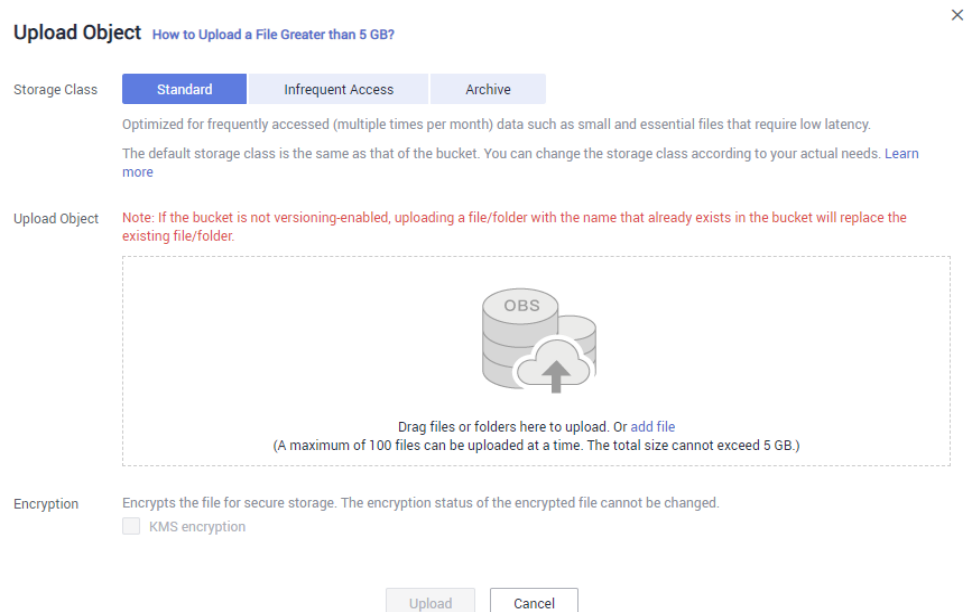 Upload Object How to Upload a File Greater than 5 GB?
Storage Class Standard Infrequent Access Archive
Optimized for frequently accessed (multiple times per month) data such as small and essential files that require low latency.
The default storage class is the same as that of the bucket. You can change the storage class according to your actual needs. Learn
more
Upload Object Note: If the bucket is not versioning-enabled, uploading a file/folder with the name that already exists in the bucket will replace the
existing file/folder.
OBS
Drag files or folders here to upload. Or add file
(A maximum of 100 files can be uploaded at a time. The total size cannot exceed 5 GB.)
Encryption Encrypts the file for secure storage. The encryption status of the encrypted file cannot be changed.
KMS encryption
Upload Cancel